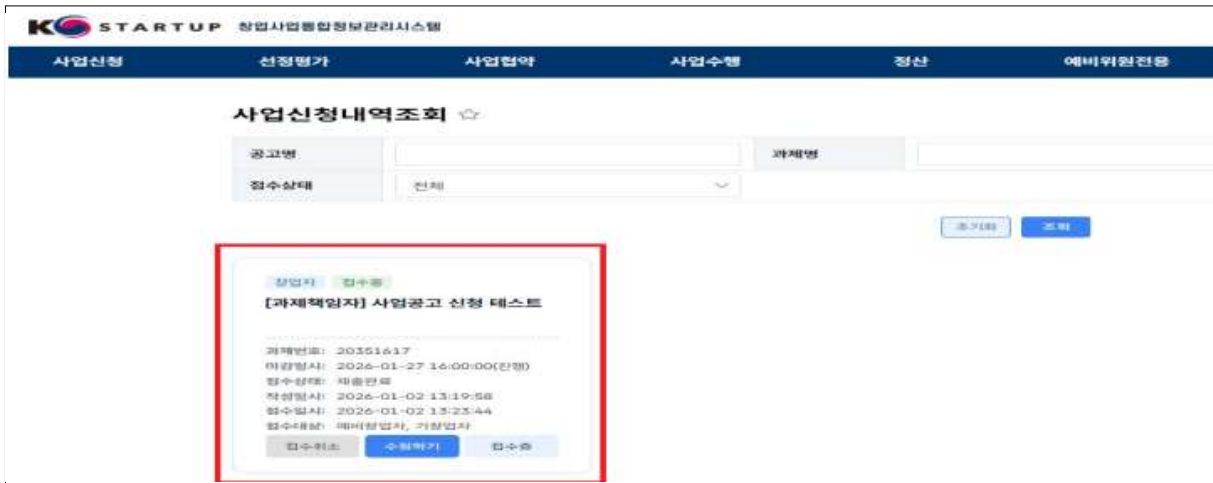 K STARTUP 창업사업통합정보관리시스템
사업신청 선정평가 사업협약 사업수행 정산 예비위원전용
사업신청내역조회 ☆
공고명 과제명
접수상태 전체
초기화 조회
창업자 접수중
[과제책임자] 사업공고 신청 테스트
과제번호: 20351617
마감일시: 2026-01-27 16:00:00(진행)
접수상태: 제출완료
작성일시: 2026-01-02 13:19:58
접수일시: 2026-01-02 13:23:44
접수대상: 예비창업자, 기창업자
접수취소 수정하기 접수증